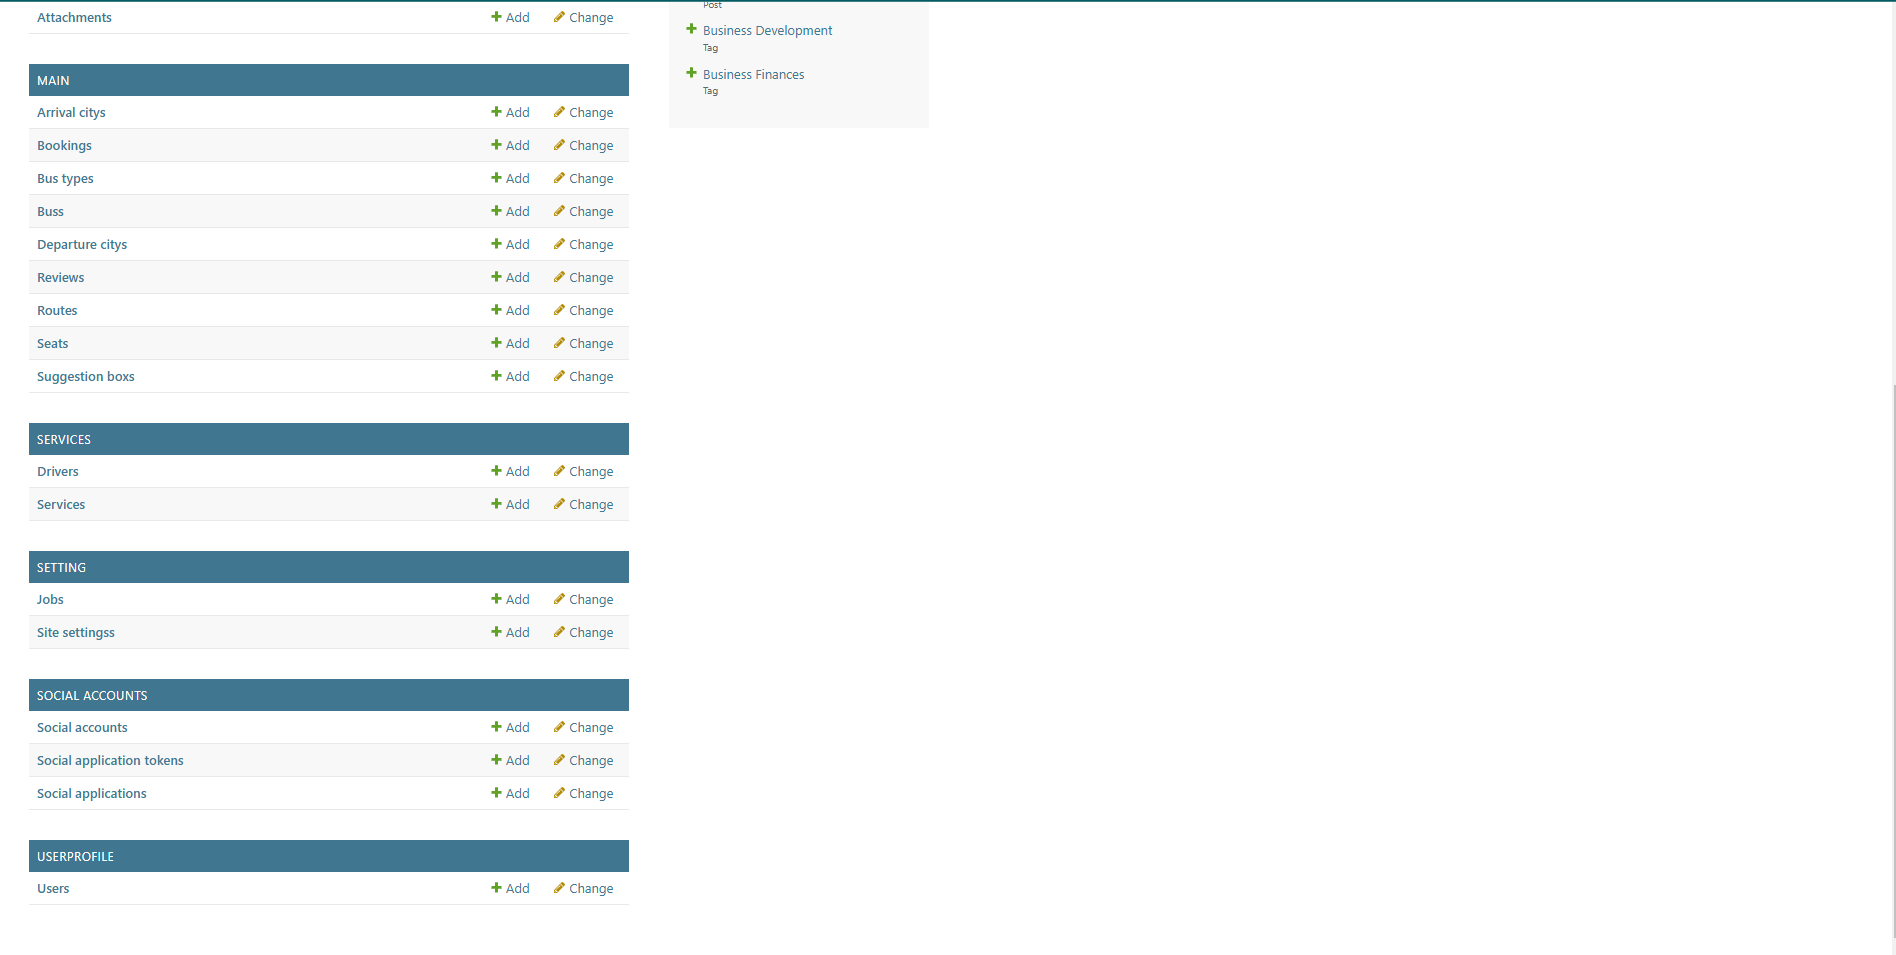 Attachments Add Change
MAIN
Arrival citys Add Change
Bookings Add Change
Bus types Add Change
Buss Add Change
Departure citys Add Change
Reviews Add Change
Routes Add Change
Seats Add Change
Suggestion boxs Add Change
SERVICES
Drivers Add Change
Services Add Change
SETTING
Jobs Add Change
Site settingss Add Change
SOCIAL ACCOUNTS
Social accounts Add Change
Social application tokens Add Change
Social applications Add Change
USERPROFILE
Users Add Change
Post
Business Development
Tag
Business Finances
Tag